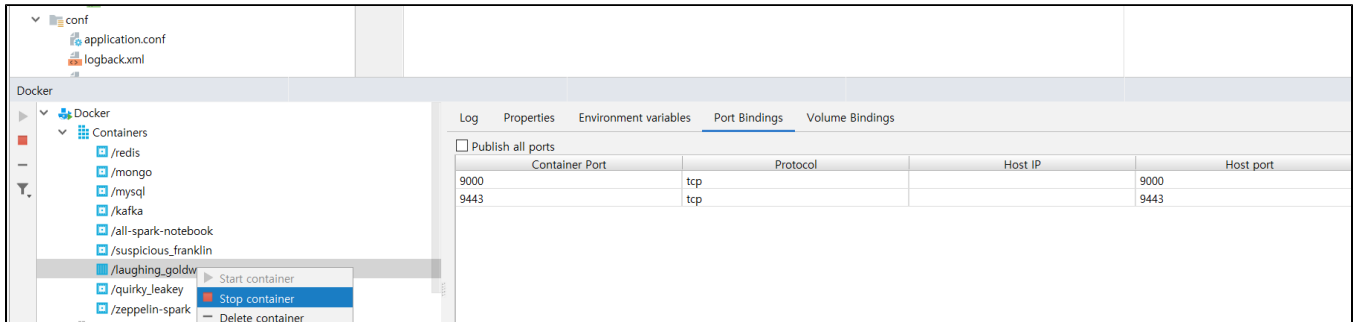 conf
application.conf
logback.xml
Docker
Docker
Containers
/redis
/mongo
/mysql
/kafka
/all-spark-notebook
/suspicious_franklin
/laughing_goldw
/quirky_leakey
/zeppelin-spark
Start container
Stop container
Delete container
Log Properties Environment variables Port Bindings Volume Bindings
Publish all ports
Container Port Protocol Host IP Host port
9000 tcp 9000
9443 tcp 9443